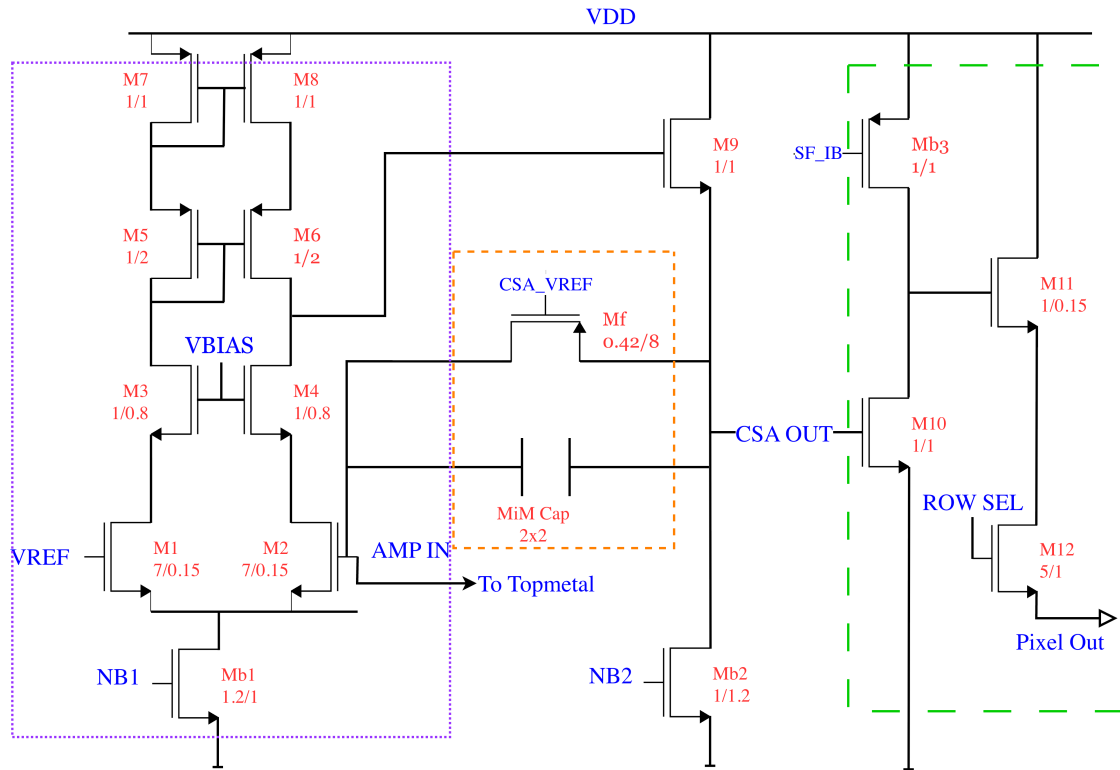 VDD
M7
1/1
M8
1/1
M9
1/1
SF_IB
Mb3
1/1
M5
1/2
M6
1/2
CSA_VREF
Mf
0.42/8
M11
1/0.15
VBIAS
M3
1/0.8
M4
1/0.8
CSA OUT
M10
1/1
MiM Cap
2x2
ROW SEL
VREF
M1
7/0.15
M2
7/0.15
AMP IN
To Topmetal
M12
5/1
Pixel Out
NB1
Mb1
1.2/1
NB2
Mb2
1/1.2